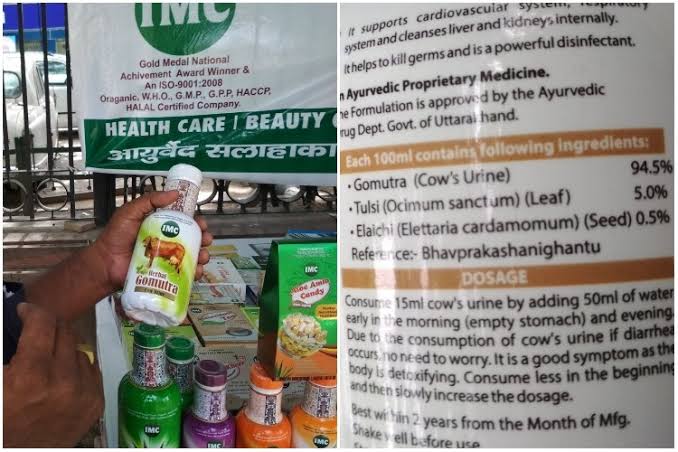 IMC
Gold Medal National
Achievement Award Winner &
An ISO-9001:2008
Oraganic, W.H.O., G.M.P., G.P.P, HACCP,
HALAL Certified Company.
HEALTH CARE | BEAUTY
आयुर्वेद सलाहाका
IMC
Herbal
Gomutra
IMC
Aloe Amla
Candy
IMC
IMC
It supports cardiovascular system, respiratory
system and cleanses liver and kidneys internally.
It helps to kill germs and is a powerful disinfectant.
Ayurvedic Proprietary Medicine.
Formulation is approved by the Ayurvedic
Dept. Govt. of Uttarakhand.
Each 100ml contains following ingredients:
• Gomutra (Cow's Urine) 94.5%
• Tulsi (Ocimum sanctum) (Leaf) 5.0%
• Elaichi (Elettaria cardamomum) (Seed) 0.5%
Reference:- Bhavprakashanighantu
DOSAGE
Consume 15ml cow's urine by adding 50ml of water
early in the morning (empty stomach) and evening.
Due to the consumption of cow's urine if diarrhea
occurs, no need to worry. It is a good symptom as the
body is detoxifying. Consume less in the beginning
and then slowly increase the dosage.
Best within 2 years from the Month of Mfg.
Shake well before use